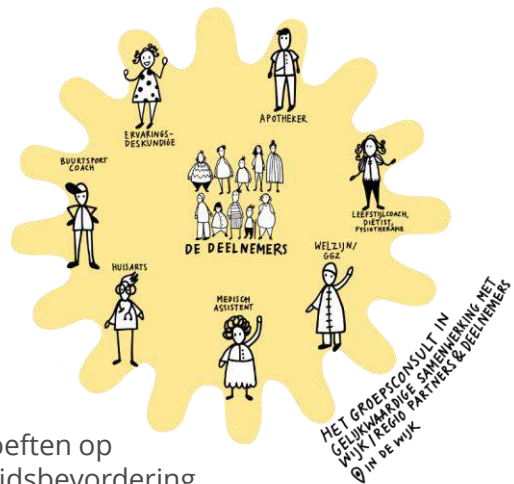 ERVARINGS-
DESKUNDIGE
APOTHEKER
BUURTSPORT
COACH
LEEFSTIJLCOACH,
DIËTIST,
FYSIOTHERAPIE
DE DEELNEMERS
WELZIJN/
GGZ
HUISARTS
MEDISCH
ASSISTENT
HET GROEPSCONSULT IN
GELIJKWAARDIGE SAMENWERKING MET
WIJK/REGIO PARTNERS & DEELNEMERS
IN DE WIJK
oeften op
idsbevordering